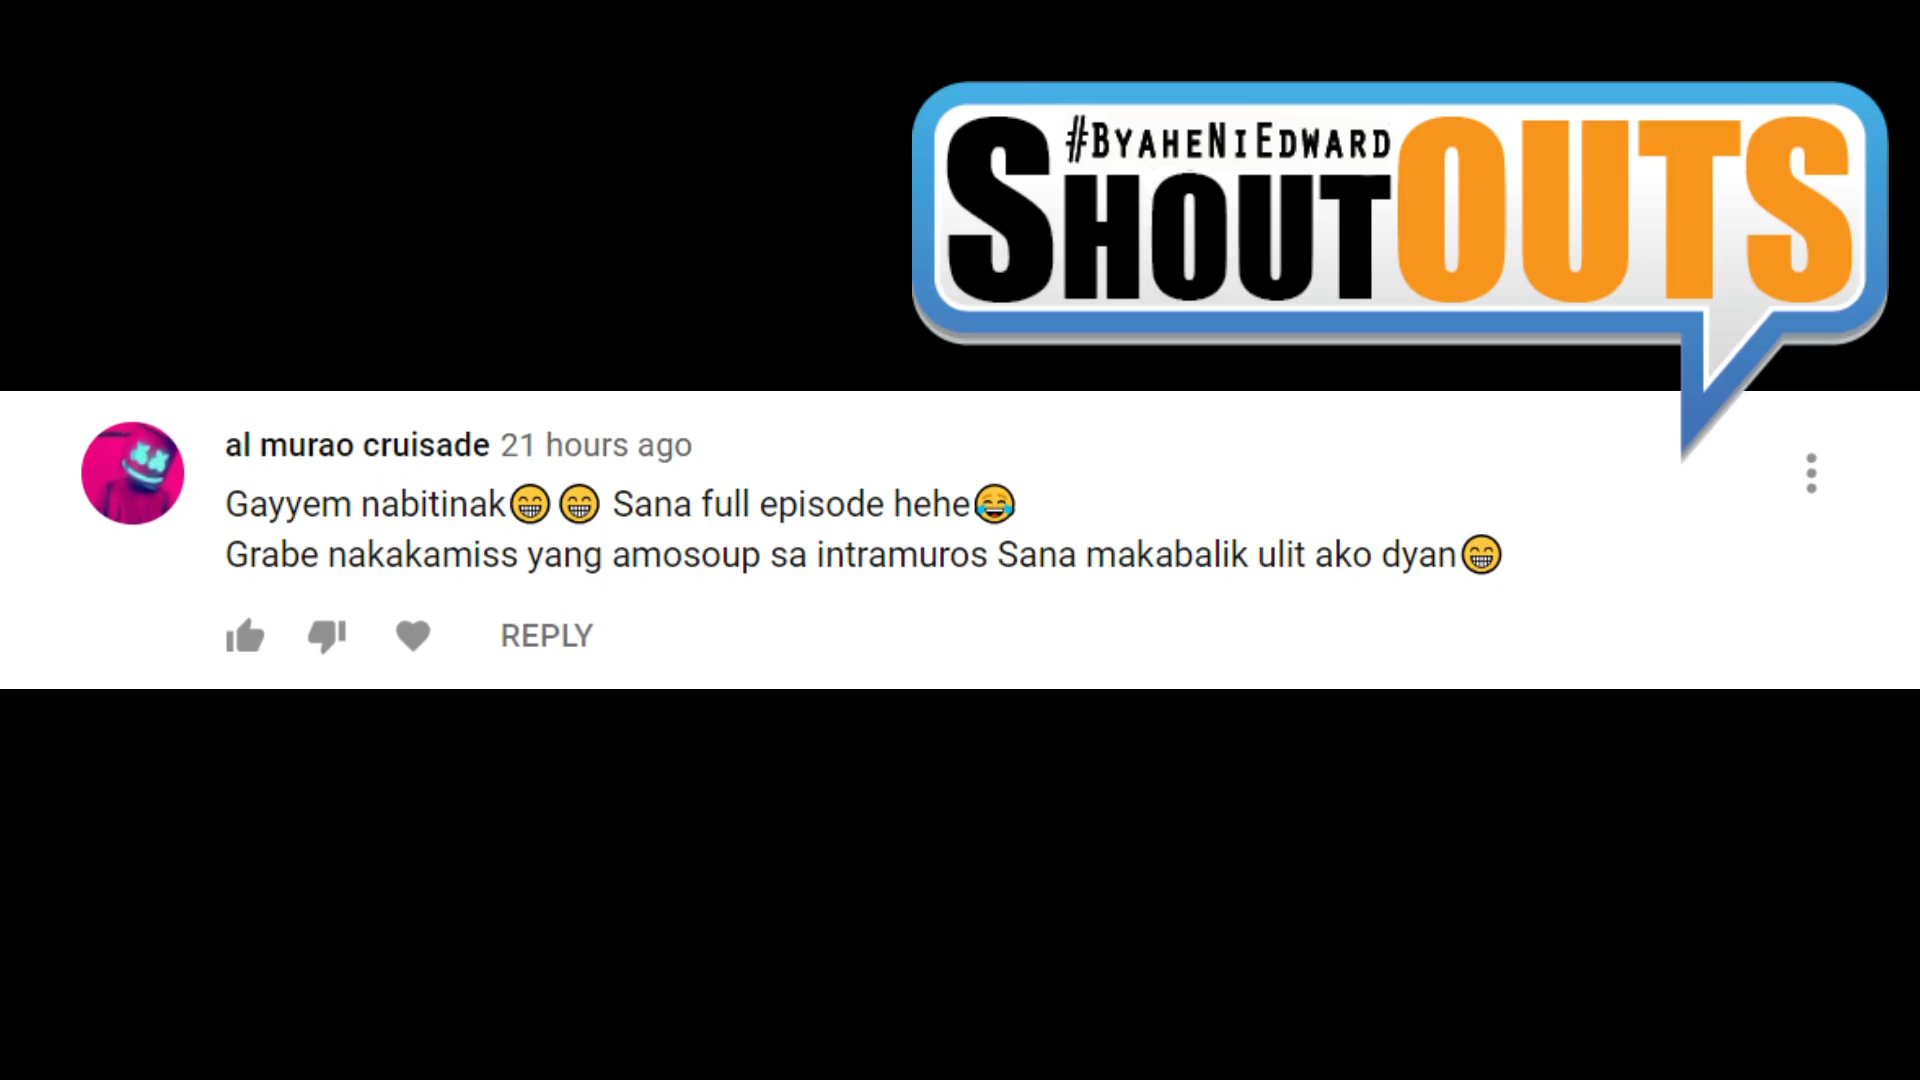 #ByaheNiEdward
ShoutOUTS
al murao cruisade 21 hours ago
Gayyem nabitinak😁😁 Sana full episode hehe😂
Grabe nakakamiss yang amosoup sa intramuros Sana makabalik ulit ako dyan😁
REPLY